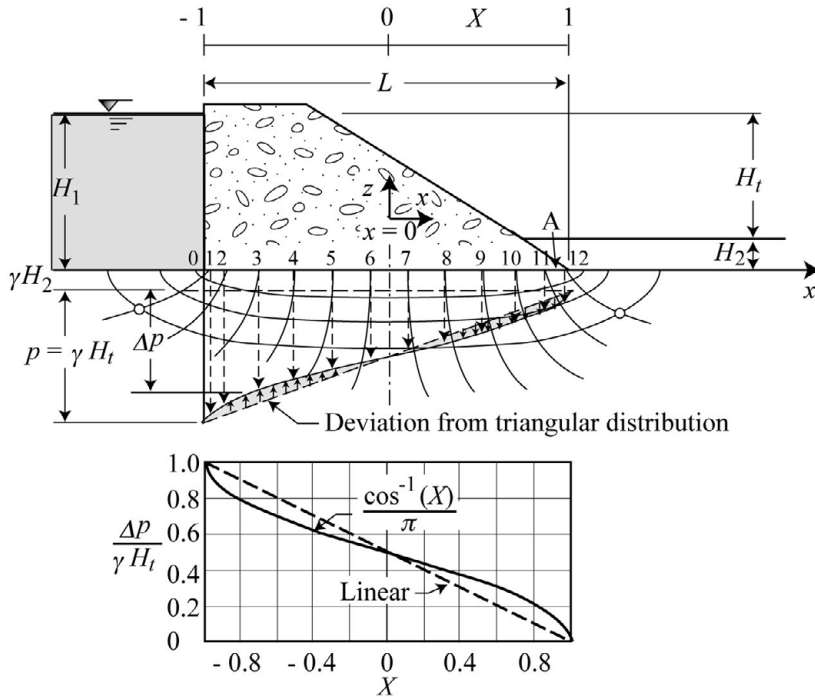 - 1 0 X 1
L
H1
z
x
x = 0
A
Ht
H2
0 1 2 3 4 5 6 7 8 9 10 11 12
x
γH2
p = γ Ht
Δp
Deviation from triangular distribution
1.0
0.8
0.6
0.4
0.2
0
Δp
γ Ht
cos-1 (X)
π
Linear
- 0.8 - 0.4 0 0.4 0.8
X